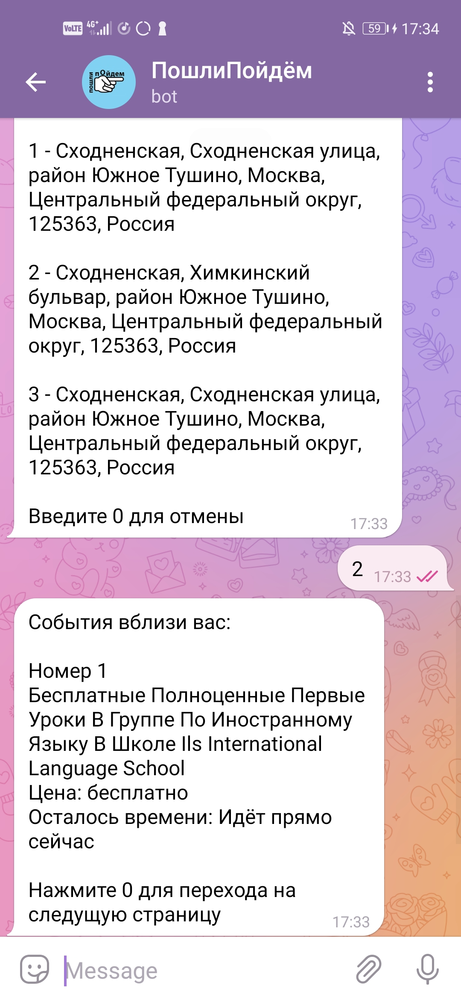 VoLTE 4G+ 59 17:34
пошли пОйдем
ПошлиПойдём
bot
1 - Сходненская, Сходненская улица,
район Южное Тушино, Москва,
Центральный федеральный округ,
125363, Россия
2 - Сходненская, Химкинский
бульвар, район Южное Тушино,
Москва, Центральный федеральный
округ, 125363, Россия
3 - Сходненская, Сходненская улица,
район Южное Тушино, Москва,
Центральный федеральный округ,
125363, Россия
Введите 0 для отмены
17:33
2 17:33
События вблизи вас:
Номер 1
Бесплатные Полноценные Первые
Уроки В Группе По Иностранному
Языку В Школе Ils International
Language School
Цена: бесплатно
Осталось времени: Идёт прямо
сейчас
Нажмите 0 для перехода на
следущую страницу
17:33
Message